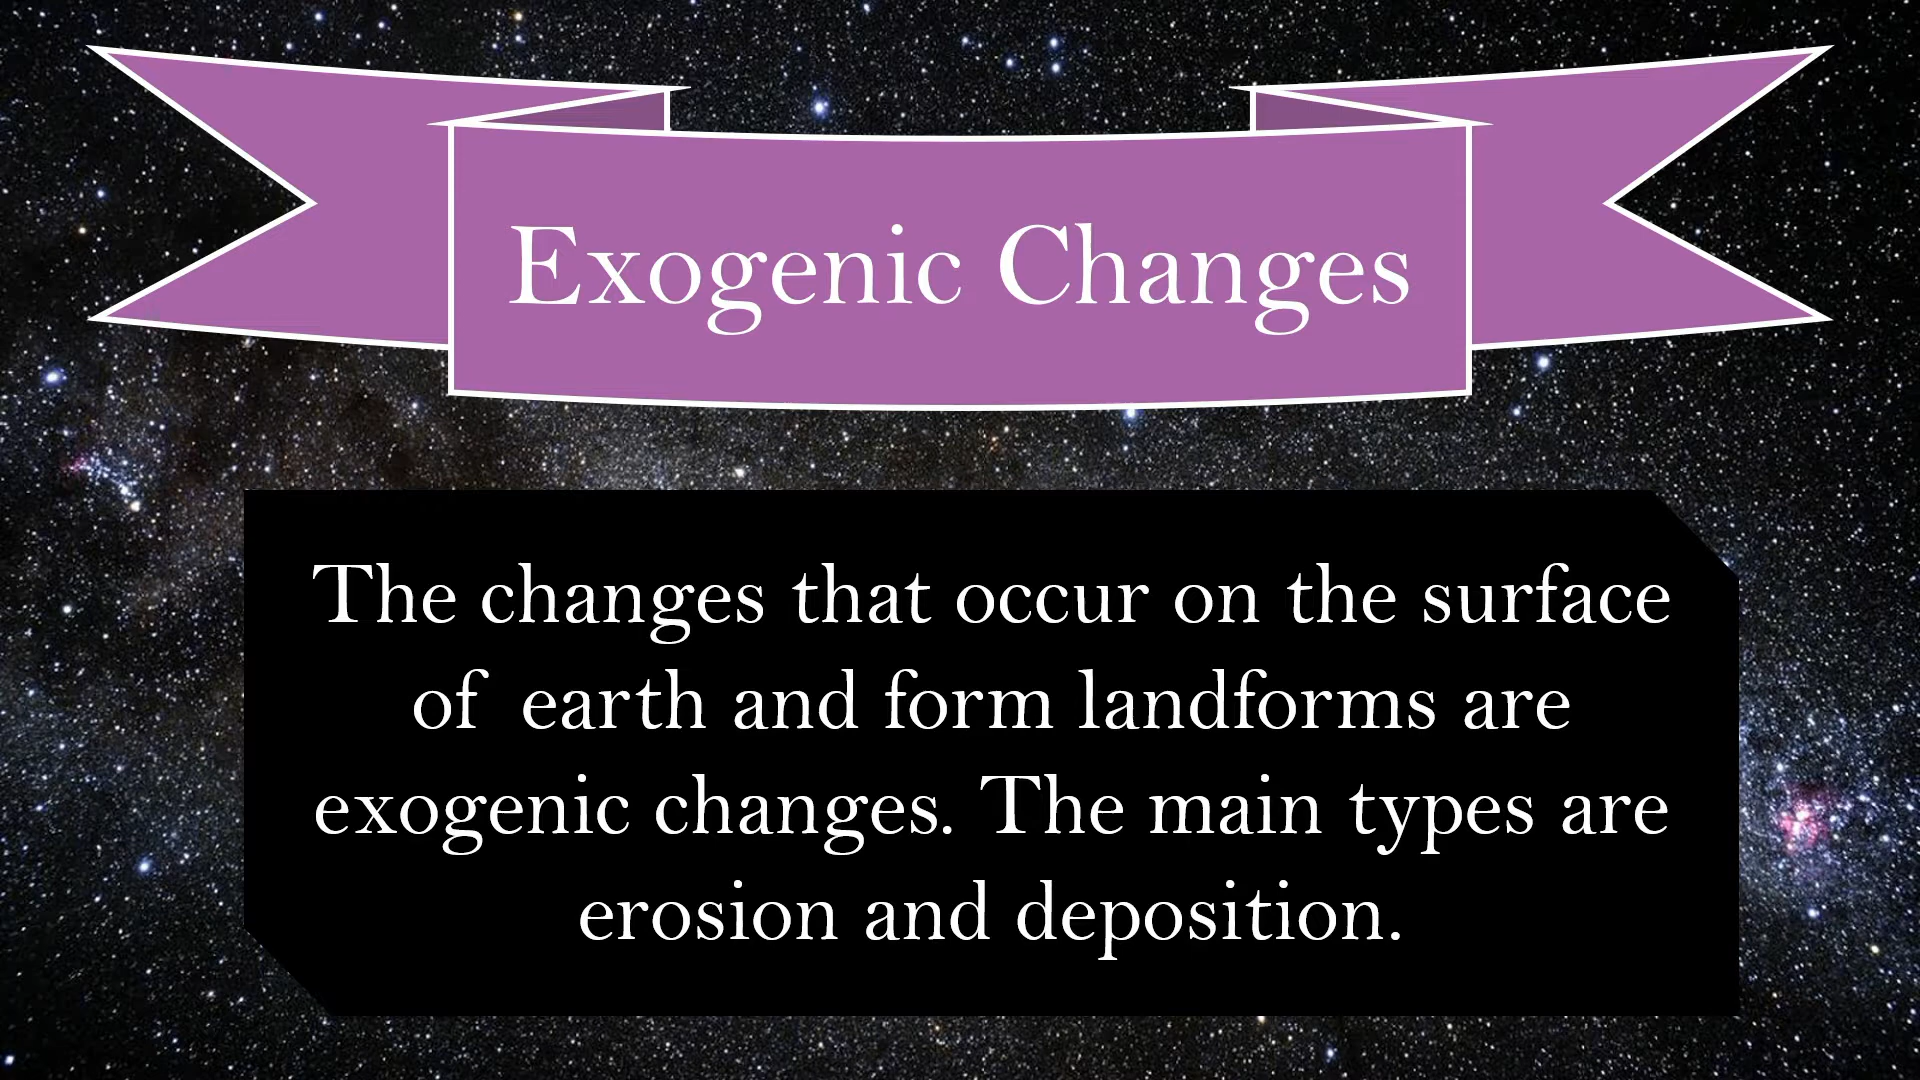 Exogenic Changes
The changes that occur on the surface
of  earth and form landforms are
exogenic changes. The main types are
erosion and deposition.